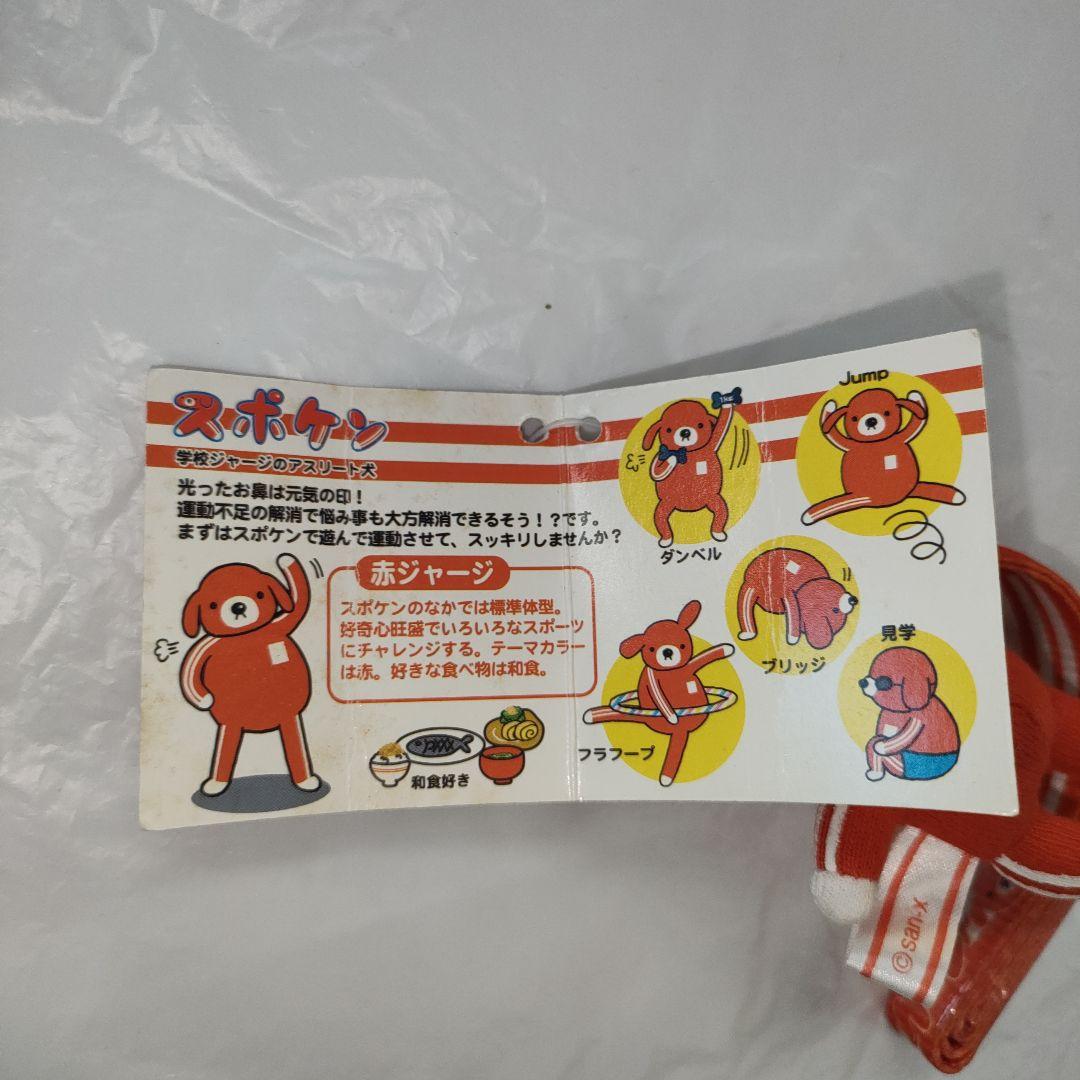 スポケン
学校ジャージのアスリート犬
光ったお鼻は元気の印!
運動不足の解消で悩み事も大方解消できるそう!?です。
まずはスポケンで遊んで運動させて、スッキリしませんか?
赤ジャージ
スポケンのなかでは標準体型。
好奇心旺盛でいろいろなスポーツ
にチャレンジする。テーマカラー
は赤。好きな食べ物は和食。
和食好き
1kg
ダンベル
Jump
ブリッジ
フラフープ
見学
©san-x